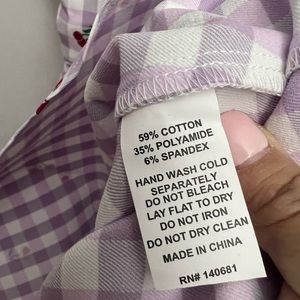 59% COTTON
35% POLYAMIDE
6% SPANDEX
HAND WASH COLD
SEPARATELY
DO NOT BLEACH
LAY FLAT TO DRY
DO NOT IRON
DO NOT DRY CLEAN
MADE IN CHINA
RN# 140681